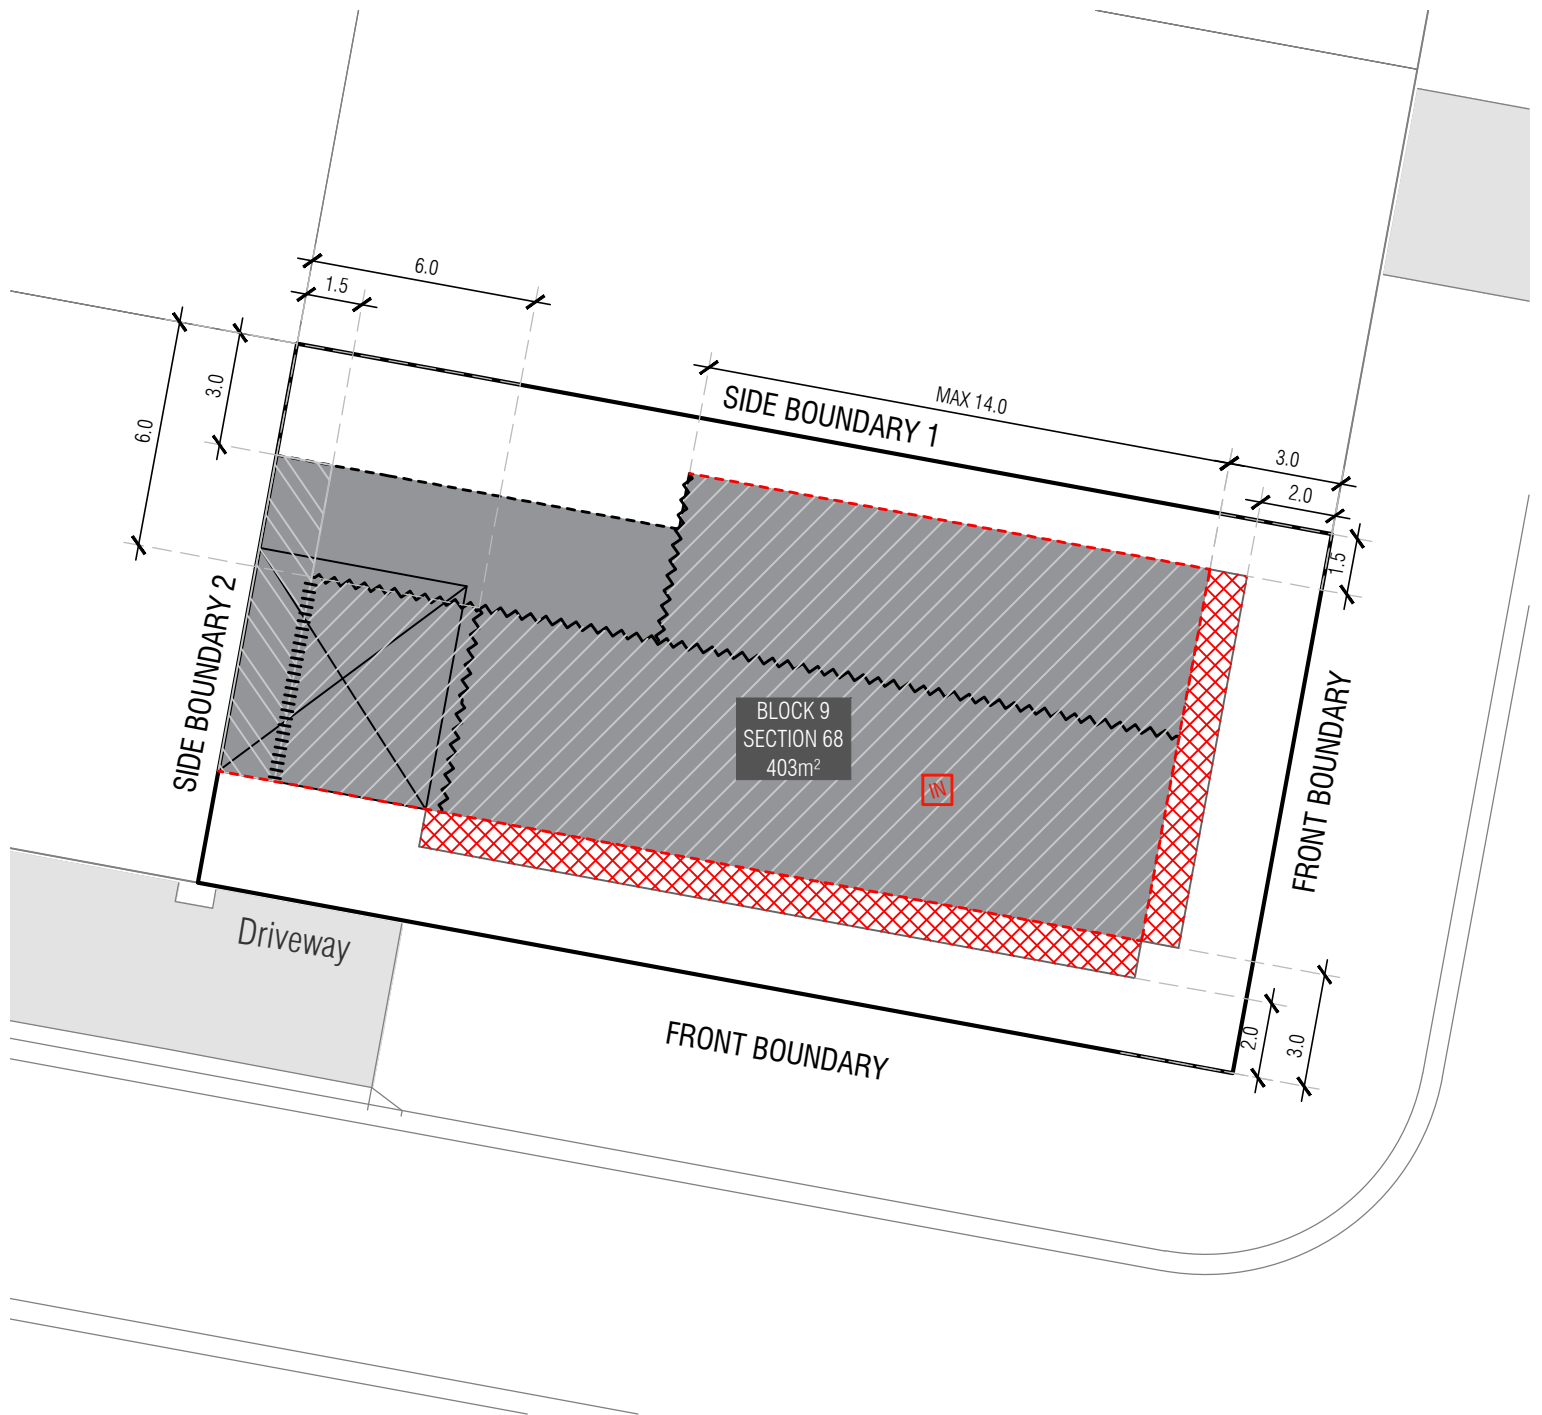 6.0
1.5
3.0
6.0
MAX 14.0
SIDE BOUNDARY 1
3.0
2.0
1.5
SIDE BOUNDARY 2
BLOCK 9
SECTION 68
403m²
IN
FRONT BOUNDARY
Driveway
FRONT BOUNDARY
2.0
3.0